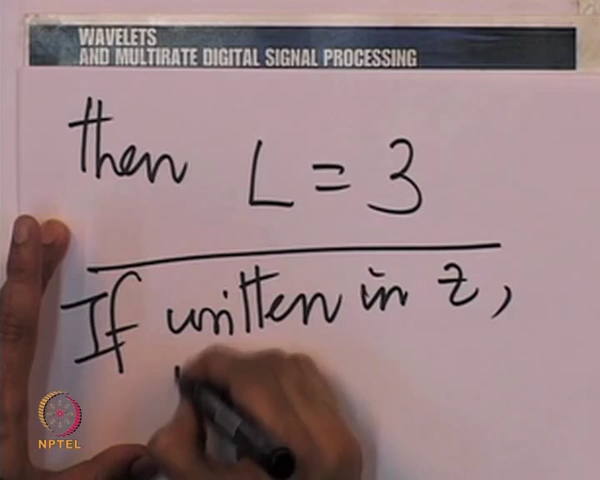 WAVELETS
AND MULTIRATE DIGITAL SIGNAL PROCESSING
then L = 3
If written in z,
NPTEL